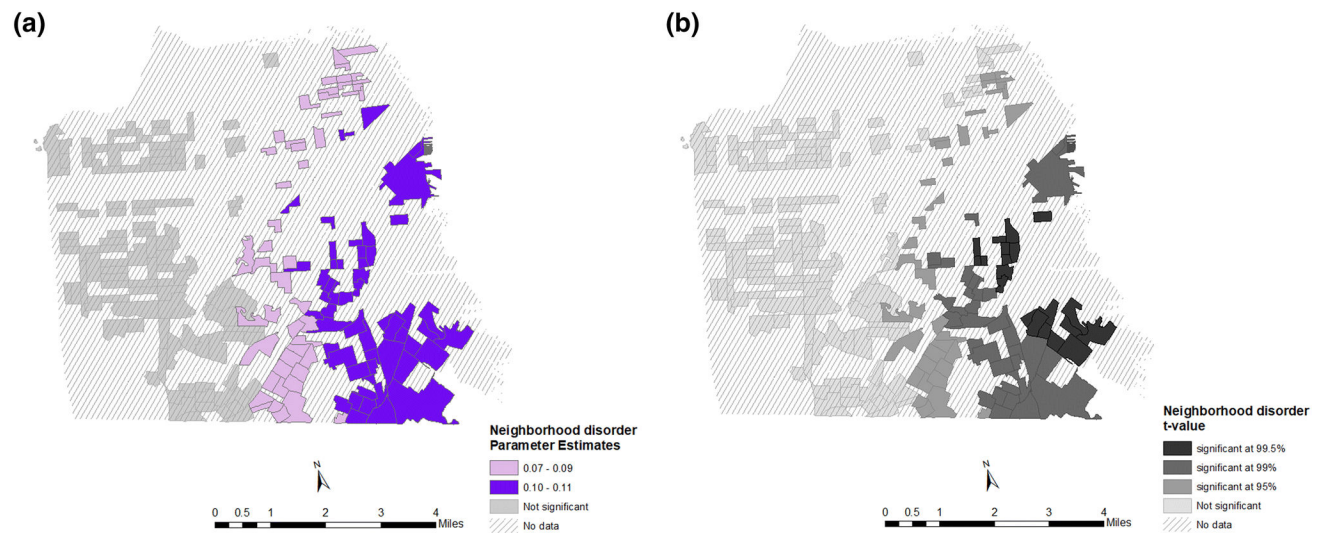 (a)
(b)
Neighborhood disorder
Parameter Estimates
0.07 - 0.09
0.10 - 0.11
Not significant
No data
N
0 0.5 1 2 3 4
Miles
Neighborhood disorder
t-value
significant at 99.5%
significant at 99%
significant at 95%
Not significant
No data
N
0 0.5 1 2 3 4
Miles